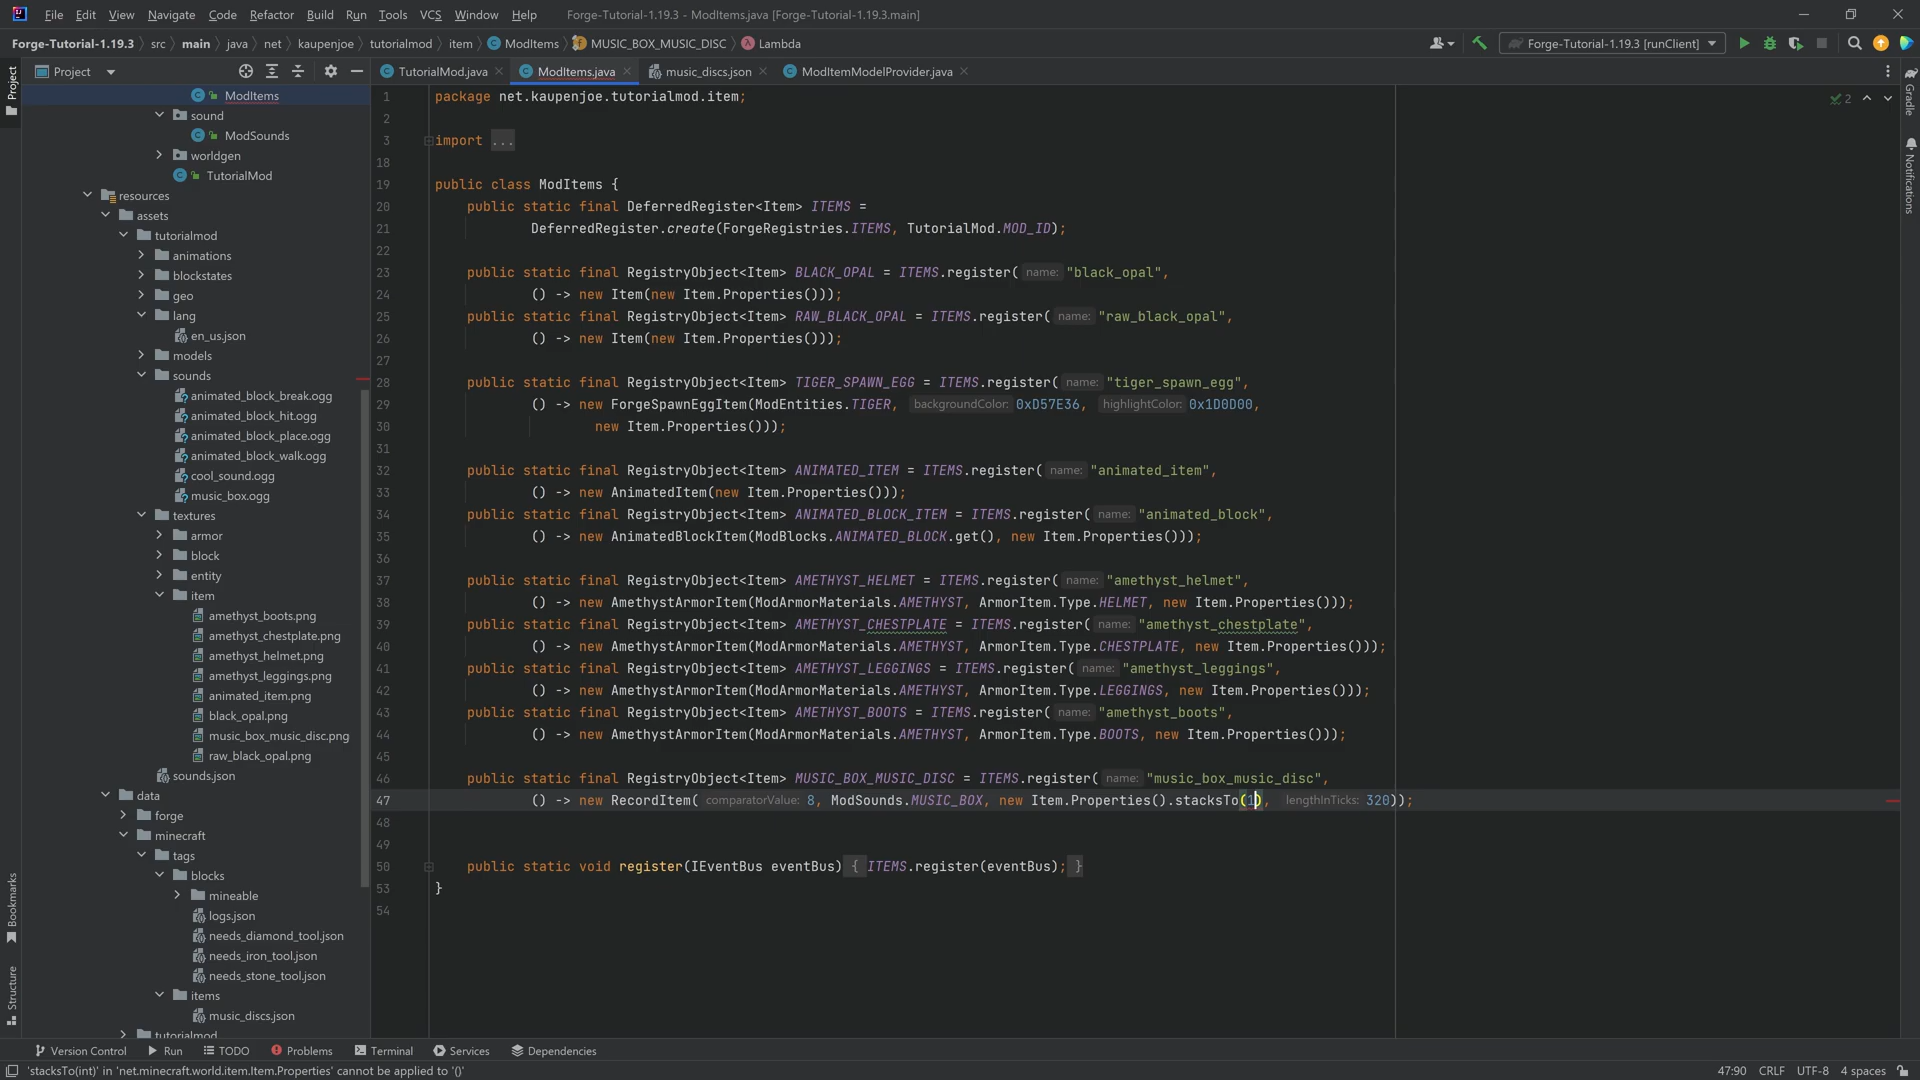 File Edit View Navigate Code Refactor Build Run Tools VCS Window Help Forge-Tutorial-1.19.3 - ModItems.java [Forge-Tutorial-1.19.3.main]
Forge-Tutorial-1.19.3 src main java net kaupenjoe tutorialmod item ModItems MUSIC_BOX_MUSIC_DISC Lambda Forge-Tutorial-1.19.3 [runClient]
Project TutorialMod.java ModItems.java music_discs.json ModItemModelProvider.java
Project
Bookmarks
Structure
Gradle
Notifications
2
ModItems
sound
ModSounds
worldgen
TutorialMod
resources
assets
tutorialmod
animations
blockstates
geo
lang
en_us.json
models
sounds
animated_block_break.ogg
animated_block_hit.ogg
animated_block_place.ogg
animated_block_walk.ogg
cool_sound.ogg
music_box.ogg
textures
armor
block
entity
item
amethyst_boots.png
amethyst_chestplate.png
amethyst_helmet.png
amethyst_leggings.png
animated_item.png
black_opal.png
music_box_music_disc.png
raw_black_opal.png
sounds.json
data
forge
minecraft
tags
blocks
mineable
logs.json
needs_diamond_tool.json
needs_iron_tool.json
needs_stone_tool.json
items
music_discs.json
tutorialmod
1 package net.kaupenjoe.tutorialmod.item;
2
3 import ...
18
19 public class ModItems {
20 public static final DeferredRegister<Item> ITEMS =
21 DeferredRegister.create(ForgeRegistries.ITEMS, TutorialMod.MOD_ID);
22
23 public static final RegistryObject<Item> BLACK_OPAL = ITEMS.register( name: "black_opal",
24 () -> new Item(new Item.Properties()));
25 public static final RegistryObject<Item> RAW_BLACK_OPAL = ITEMS.register( name: "raw_black_opal",
26 () -> new Item(new Item.Properties()));
27
28 public static final RegistryObject<Item> TIGER_SPAWN_EGG = ITEMS.register( name: "tiger_spawn_egg",
29 () -> new ForgeSpawnEggItem(ModEntities.TIGER, backgroundColor: 0xD57E36, highlightColor: 0x1D0D00,
30 new Item.Properties()));
31
32 public static final RegistryObject<Item> ANIMATED_ITEM = ITEMS.register( name: "animated_item",
33 () -> new AnimatedItem(new Item.Properties()));
34 public static final RegistryObject<Item> ANIMATED_BLOCK_ITEM = ITEMS.register( name: "animated_block",
35 () -> new AnimatedBlockItem(ModBlocks.ANIMATED_BLOCK.get(), new Item.Properties()));
36
37 public static final RegistryObject<Item> AMETHYST_HELMET = ITEMS.register( name: "amethyst_helmet",
38 () -> new AmethystArmorItem(ModArmorMaterials.AMETHYST, ArmorItem.Type.HELMET, new Item.Properties()));
39 public static final RegistryObject<Item> AMETHYST_CHESTPLATE = ITEMS.register( name: "amethyst_chestplate",
40 () -> new AmethystArmorItem(ModArmorMaterials.AMETHYST, ArmorItem.Type.CHESTPLATE, new Item.Properties()));
41 public static final RegistryObject<Item> AMETHYST_LEGGINGS = ITEMS.register( name: "amethyst_leggings",
42 () -> new AmethystArmorItem(ModArmorMaterials.AMETHYST, ArmorItem.Type.LEGGINGS, new Item.Properties()));
43 public static final RegistryObject<Item> AMETHYST_BOOTS = ITEMS.register( name: "amethyst_boots",
44 () -> new AmethystArmorItem(ModArmorMaterials.AMETHYST, ArmorItem.Type.BOOTS, new Item.Properties()));
45
46 public static final RegistryObject<Item> MUSIC_BOX_MUSIC_DISC = ITEMS.register( name: "music_box_music_disc",
47 () -> new RecordItem( comparatorValue: 8, ModSounds.MUSIC_BOX, new Item.Properties().stacksTo(1), lengthInTicks: 320));
48
49
50 public static void register(IEventBus eventBus) { ITEMS.register(eventBus); }
53 }
54
Version Control Run TODO Problems Terminal Services Dependencies
'stacksTo(int)' in 'net.minecraft.world.item.Item.Properties' cannot be applied to '()' 47:90 CRLF UTF-8 4 spaces